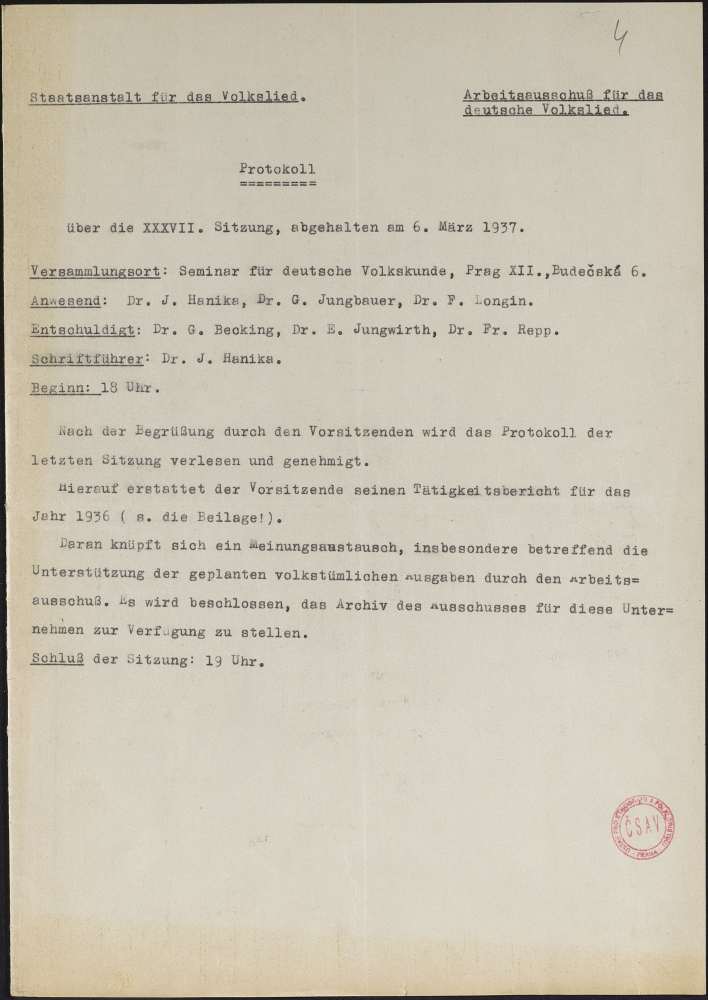 4
Staatsanstalt für das Volkslied.
Arbeitsausschuß für das
deutsche Volkslied.
Protokoll
=========
über die XXXVII. Sitzung, abgehalten am 6. März 1937.
Versammlungsort: Seminar für deutsche Volkskunde, Prag XII.,Budečská 6.
Anwesend: Dr. J. Hanika, Dr. G. Jungbauer, Dr. F. Longin.
Entschuldigt: Dr. G. Becking, Dr. E. Jungwirth, Dr. Fr. Repp.
Schriftführer: Dr. J. Hanika.
Beginn: 18 Uhr.
Nach der Begrüßung durch den Vorsitzenden wird das Protokoll der
letzten Sitzung verlesen und genehmigt.
Hierauf erstattet der Vorsitzende seinen Tätigkeitsbericht für das
Jahr 1936 ( s. die Beilage!).
Daran knüpft sich ein Meinungsaustausch, insbesondere betreffend die
Unterstützung der geplanten volkstümlichen Ausgaben durch den Arbeits=
ausschuß. Es wird beschlossen, das Archiv des Ausschusses für diese Unter=
nehmen zur Verfügung zu stellen.
Schluß der Sitzung: 19 Uhr.
ČSAV
PRAHA